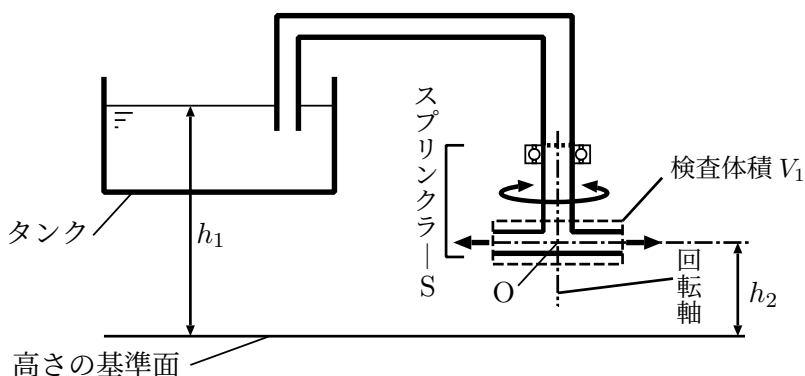 スプリンクラーS
検査体積 V₁
タンク
h₁
O
回転軸
h₂
高さの基準面